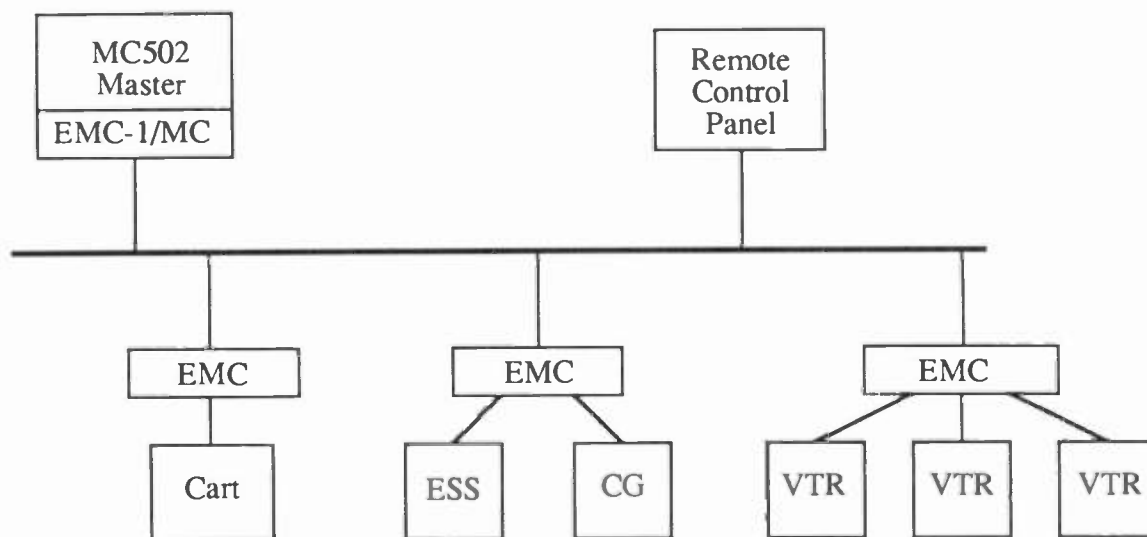 MC502
Master
EMC-1/MC
Remote
Control
Panel
EMC
EMC
EMC
Cart
ESS
CG
VTR
VTR
VTR